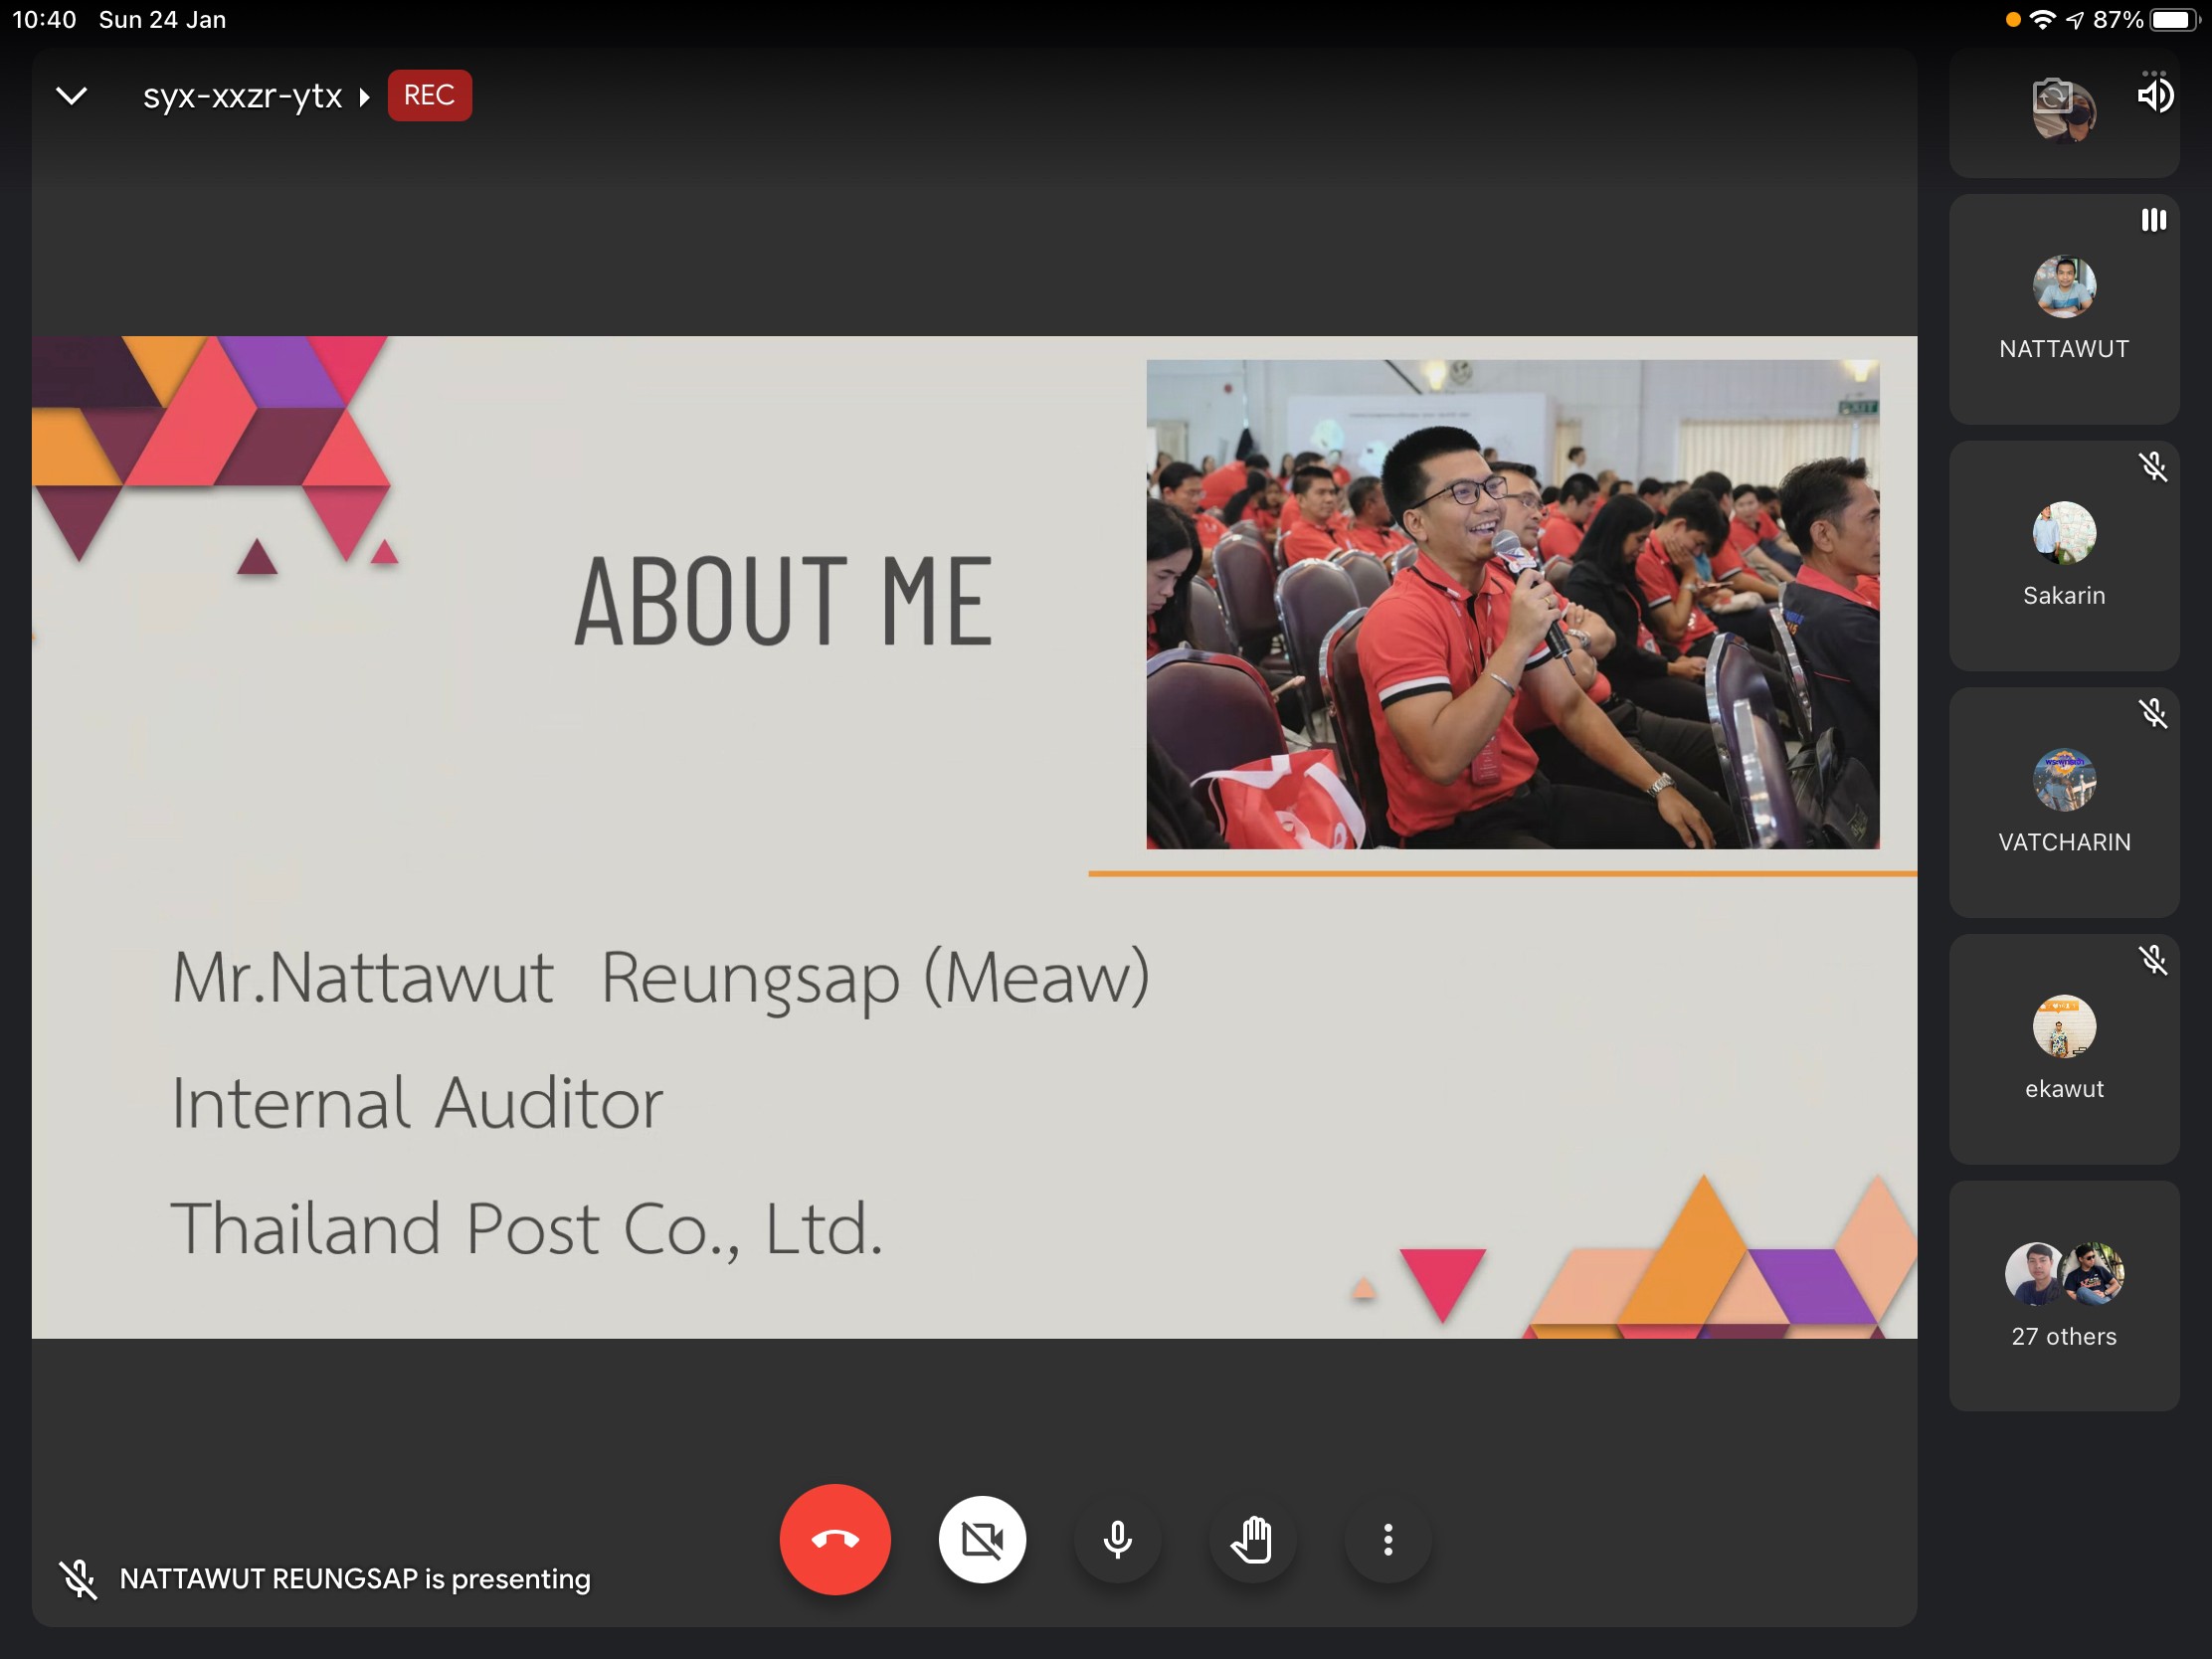 10:40 Sun 24 Jan
87%
syx-xxzr-ytx
REC
ABOUT ME
EXIT
Mr.Nattawut Reungsap (Meaw)
Internal Auditor
Thailand Post Co., Ltd.
NATTAWUT
Sakarin
VATCHARIN
ekawut
27 others
NATTAWUT REUNGSAP is presenting